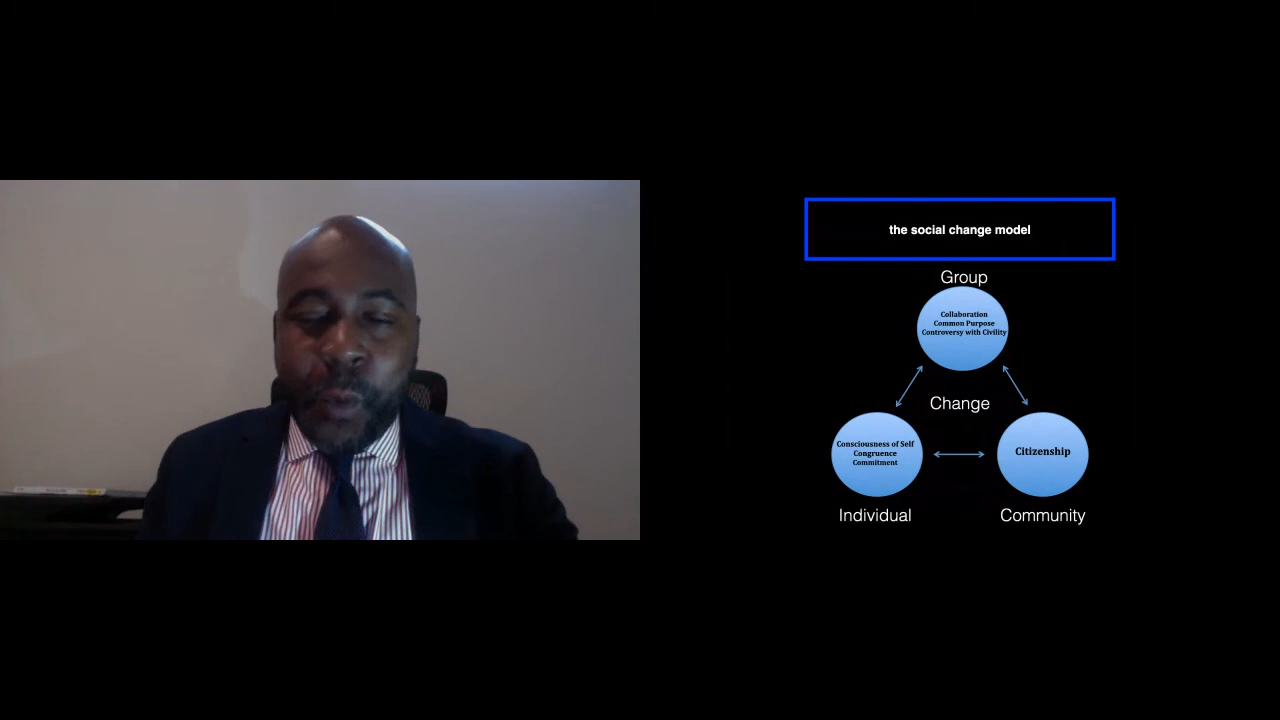 the social change model
Group
Collaboration
Common Purpose
Controversy with Civility
Change
Consciousness of Self
Congruence
Commitment
Citizenship
Individual
Community